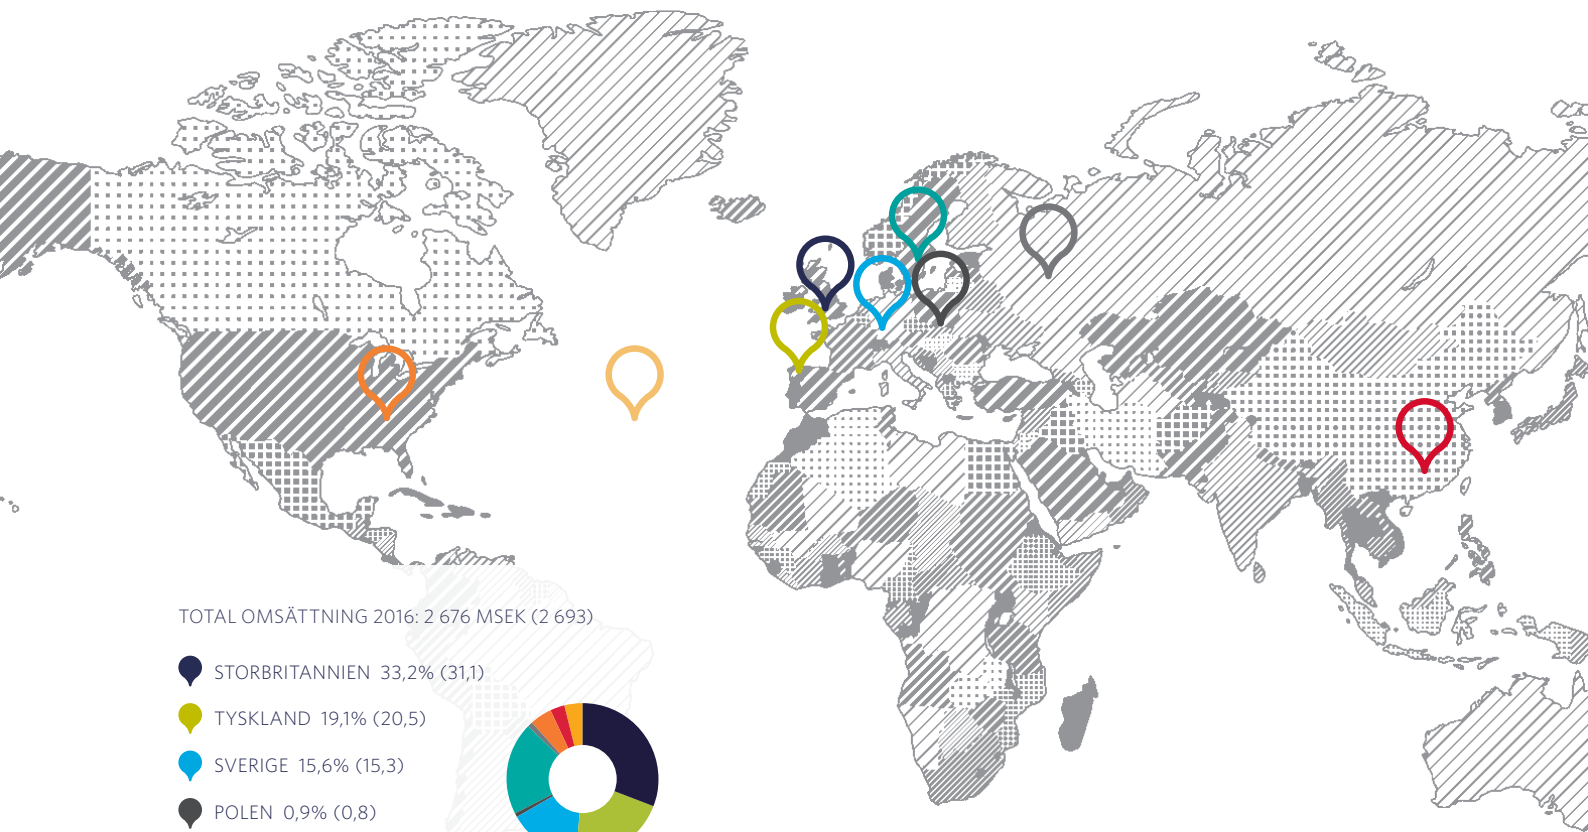 TOTAL OMSÄTTNING 2016: 2 676 MSEK (2 693)
STORBRITANNIEN 33,2% (31,1)
TYSKLAND 19,1% (20,5)
SVERIGE 15,6% (15,3)
POLEN 0,9% (0,8)